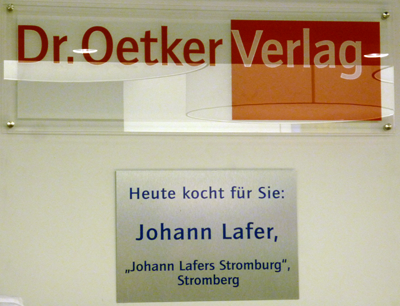 Dr. Oetker Verlag
Heute kocht für Sie:
Johann Lafer,
„Johann Lafers Stromburg“,
Stromberg